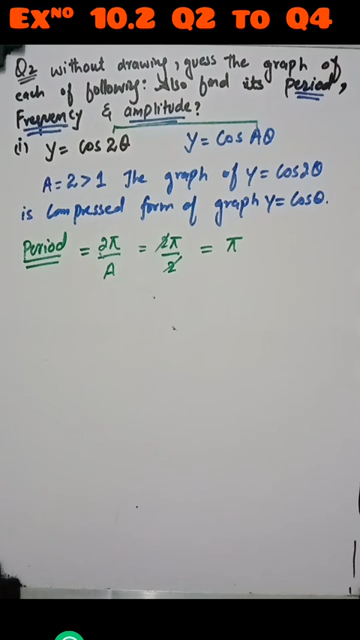 Exᴺᴼ 10.2 Q2 TO Q4
Q2 without drawing, guess the graph of
each of following: Also find its period,
Frequency & amplitude?
(i) y = cos2θ y = cos Aθ
A=2>1 The graph of y=cos2θ
is compressed form of graph y=cosθ.
Period = 2π/A = 2π/2 = π